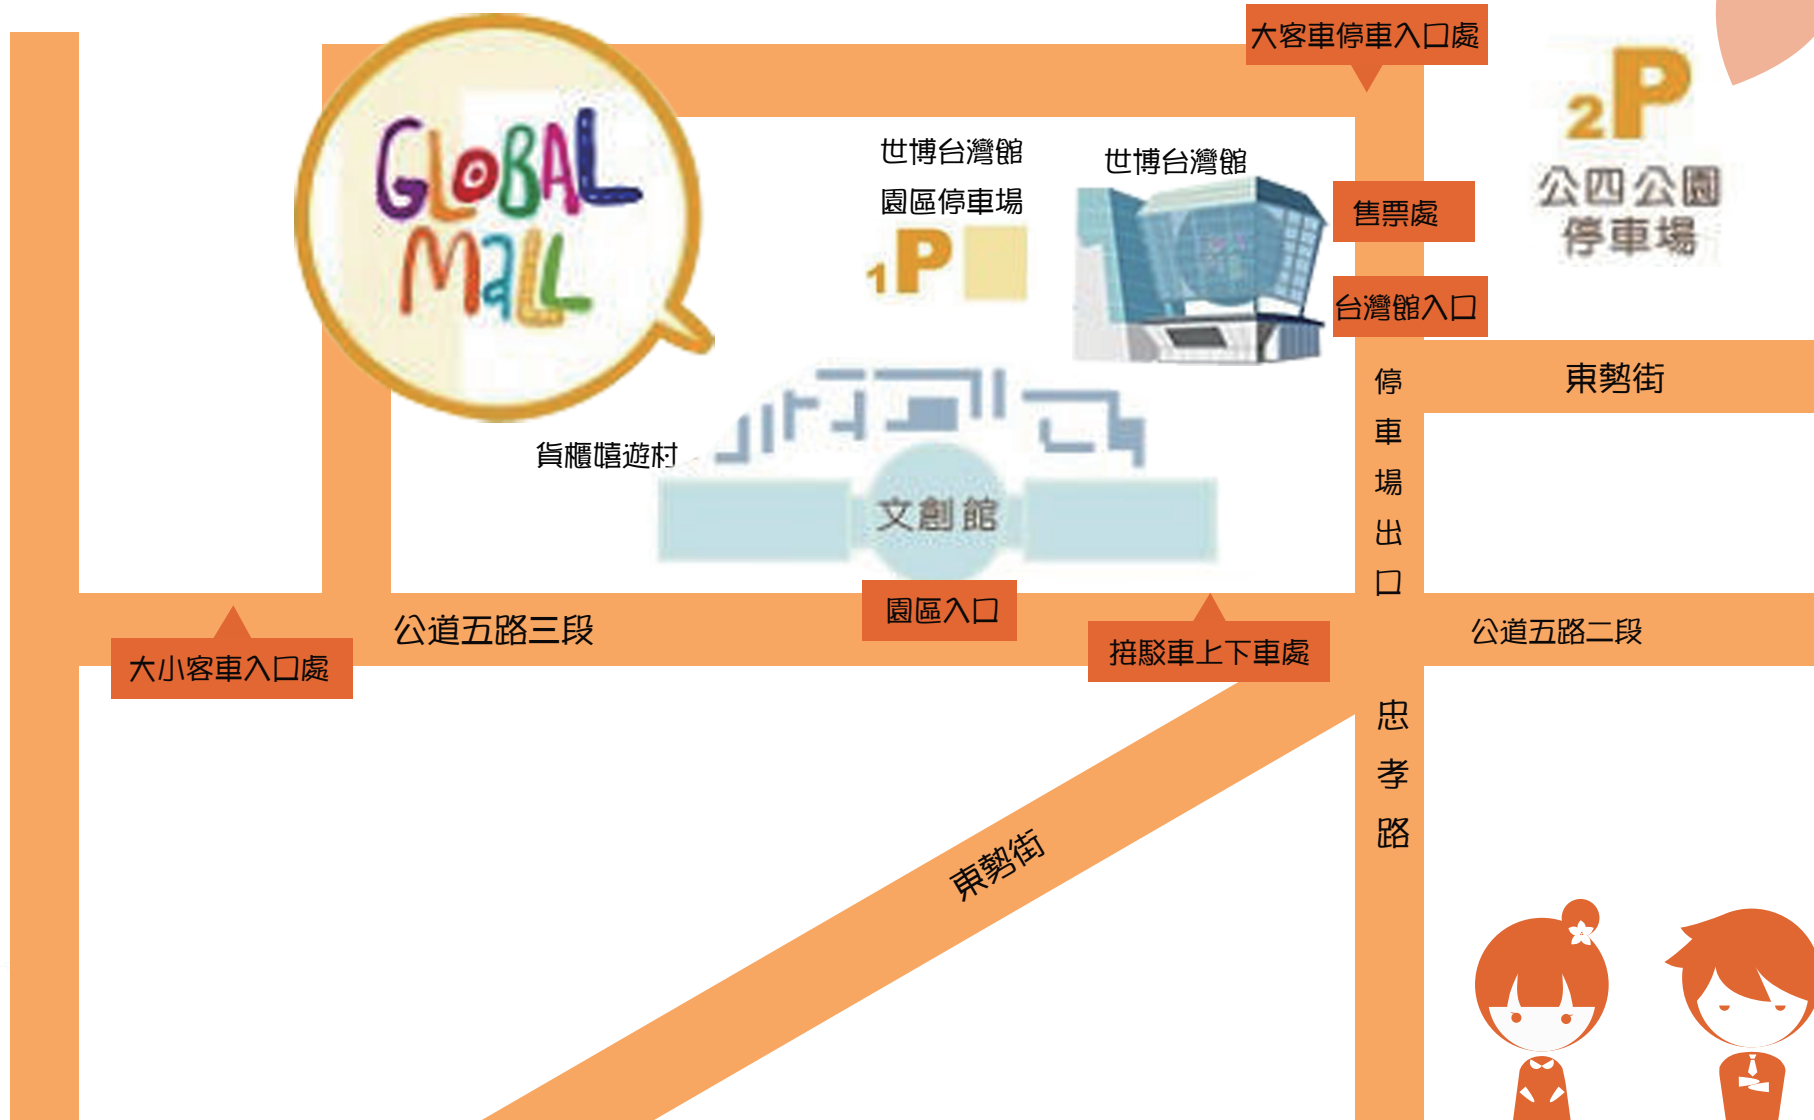 大客車停車入口處
2P
公四公園
停車場
GLOBAL
MaLL
世博台灣館
園區停車場
1P
世博台灣館
售票處
台灣館入口
東勢街
停車場出口
貨櫃嬉遊村
文創館
園區入口
公道五路三段
公道五路二段
大小客車入口處
接駁車上下車處
忠孝路
東勢街